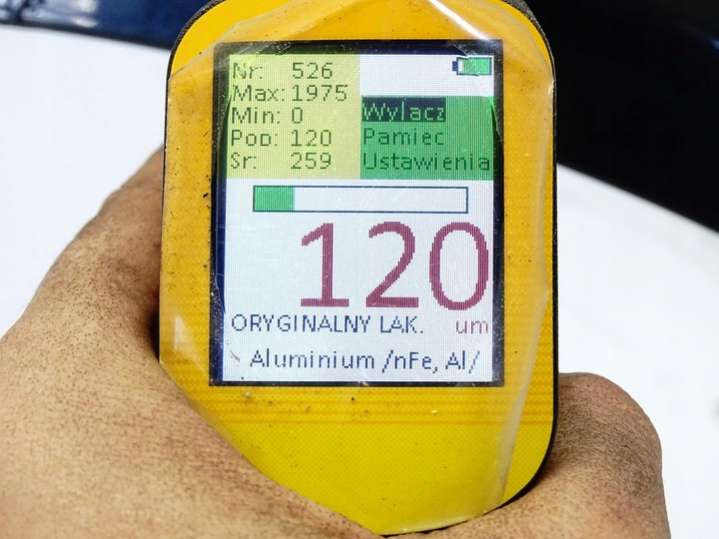 Nr: 526
Max: 1975
Min: 0
Pop: 120
Sr: 259
Wylacz
Pamiec
Ustawienia
120
ORYGINALNY LAK. um
Aluminium /nFe, Al/